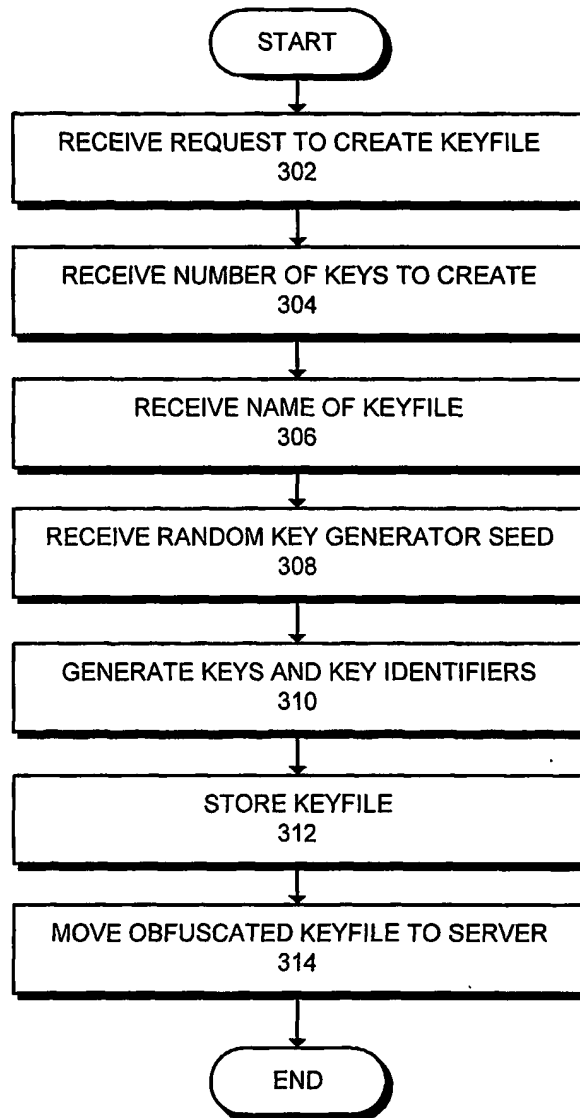 START
RECEIVE REQUEST TO CREATE KEYFILE
302
RECEIVE NUMBER OF KEYS TO CREATE
304
RECEIVE NAME OF KEYFILE
306
RECEIVE RANDOM KEY GENERATOR SEED
308
GENERATE KEYS AND KEY IDENTIFIERS
310
STORE KEYFILE
312
MOVE OBFUSCATED KEYFILE TO SERVER
314
END